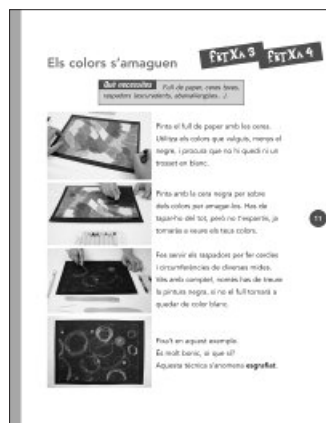 Els colors s'amaguen
FITXA 3 FITXA 4
Què necessites Full de paper, ceres toves,
raspadors (escuradents, abaixallengües...).
Pinta el full de paper amb les ceres.
Utilitza els colors que vulguis, menys el
negre, i procura que no hi quedi ni un
trosset en blanc.
Pinta amb la cera negra per sobre
dels colors per amagar-los. Has de
tapar-ho del tot, però no t'espantis, ja
tornaràs a veure els teus colors.
11
Fes servir els raspadors per fer cercles
i circumferències de diverses mides.
Vés amb compte!, només has de treure
la pintura negra, si no el full tornarà a
quedar de color blanc.
Fixa't en aquest exemple.
És molt bonic, oi que sí?
Aquesta tècnica s'anomena esgrafiat.